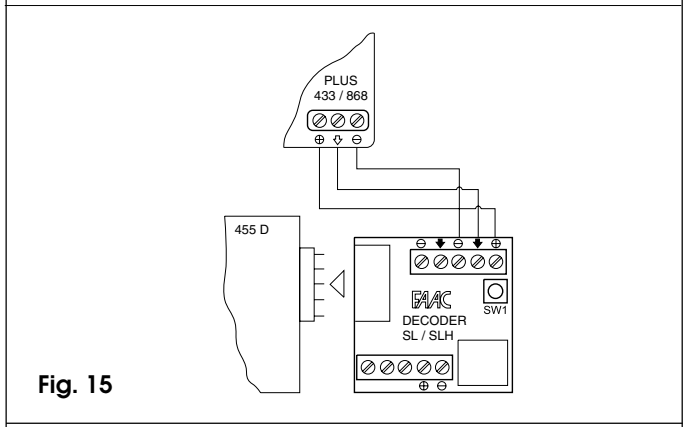 PLUS
433 / 868
⊕ ⇩ ⊖
455 D
⊖ 🡇 ⊖ 🡇 ⊕
FAAC
SW1
DECODER
SL / SLH
⊕ ⊖
Fig. 15